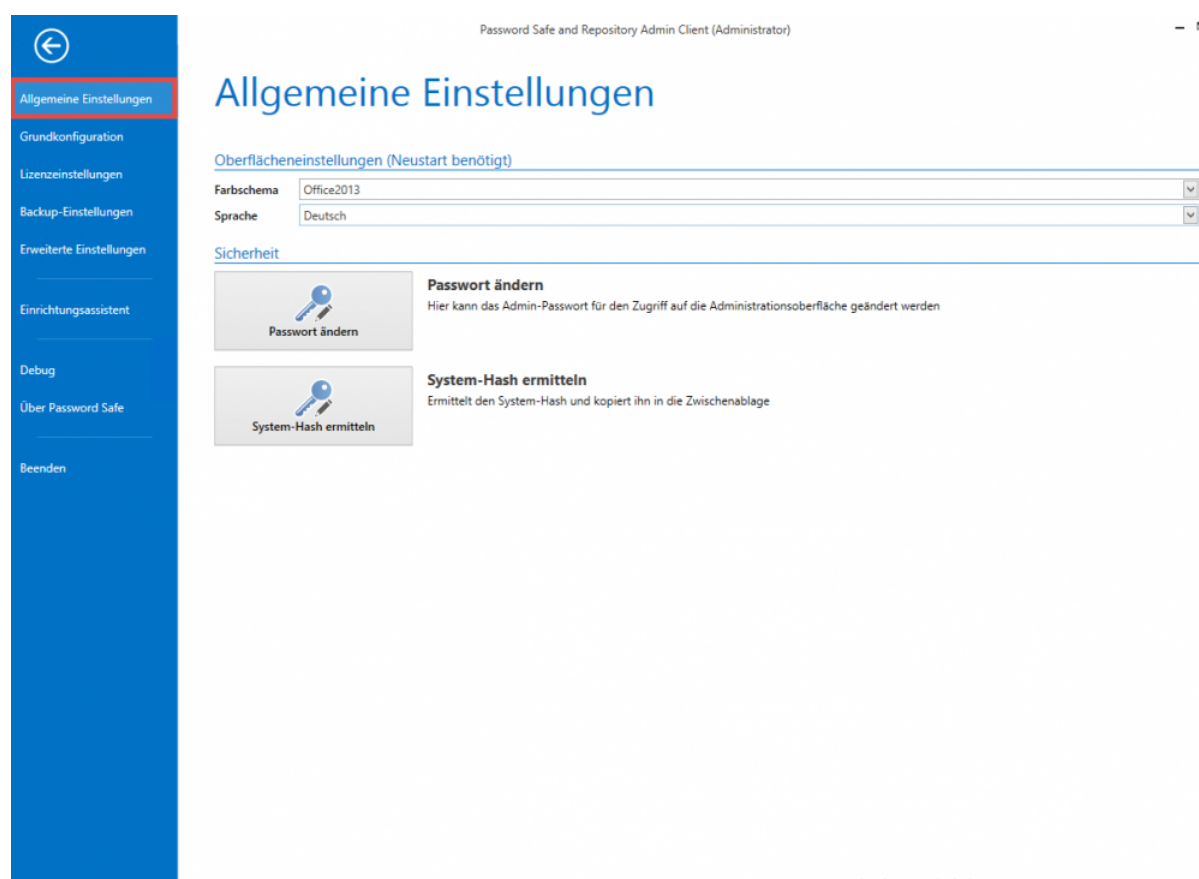 Password Safe and Repository Admin Client (Administrator)
Allgemeine Einstellungen
Grundkonfiguration
Lizenzeinstellungen
Backup-Einstellungen
Erweiterte Einstellungen
Einrichtungsassistent
Debug
Über Password Safe
Beenden
Allgemeine Einstellungen
Oberflächeneinstellungen (Neustart benötigt)
Farbschema Office2013
Sprache Deutsch
Sicherheit
Passwort ändern
Passwort ändern
Hier kann das Admin-Passwort für den Zugriff auf die Administrationsoberfläche geändert werden
System-Hash ermitteln
System-Hash ermitteln
Ermittelt den System-Hash und kopiert ihn in die Zwischenablage